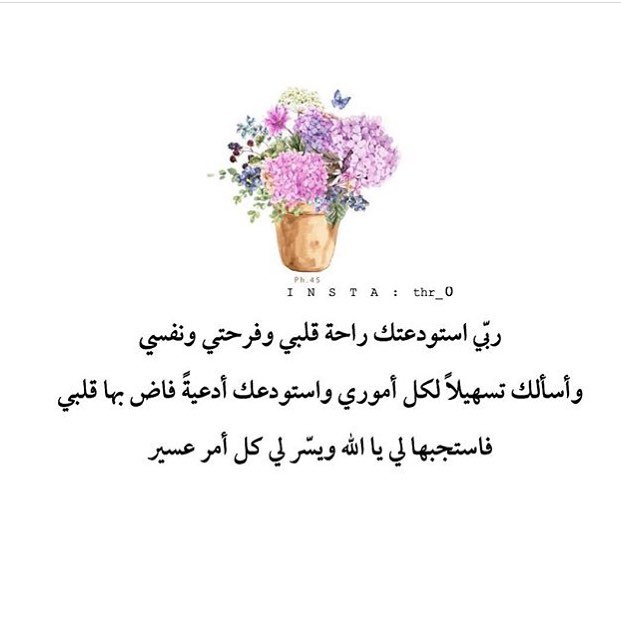 Ph.45
INSTA: thr_0
ربّي استودعتك راحة قلبي وفرحتي ونفسي
وأسألك تسهيلاً لكل أموري واستودعك أدعيةً فاض بها قلبي
فاستجبها لي يا الله ويسّر لي كل أمر عسير